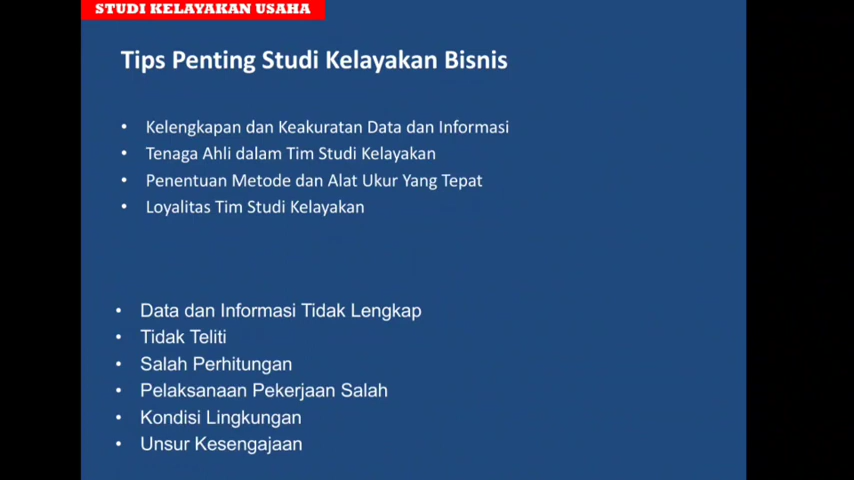 STUDI KELAYAKAN USAHA
Tips Penting Studi Kelayakan Bisnis
• Kelengkapan dan Keakuratan Data dan Informasi
• Tenaga Ahli dalam Tim Studi Kelayakan
• Penentuan Metode dan Alat Ukur Yang Tepat
• Loyalitas Tim Studi Kelayakan
• Data dan Informasi Tidak Lengkap
• Tidak Teliti
• Salah Perhitungan
• Pelaksanaan Pekerjaan Salah
• Kondisi Lingkungan
• Unsur Kesengajaan